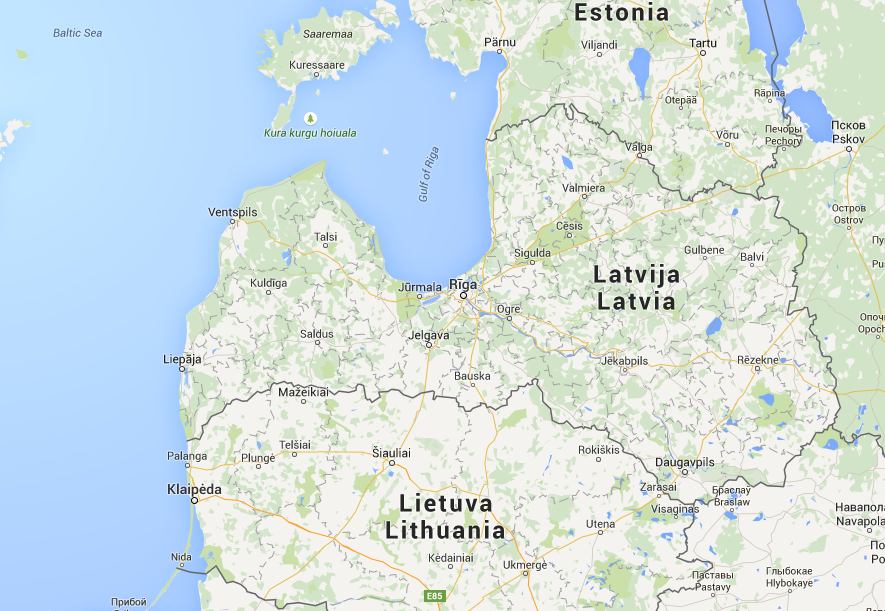 Estonia
Baltic Sea
Saaremaa
Pärnu
Viljandi
Tartu
Kuressaare
Räpina
Otepää
Kura kurgu hoiuala
Võru
Печоры
Pechory
Псков
Pskov
Valga
Gulf of Riga
Valmiera
Ventspils
Остров
Ostrov
Cēsis
Talsi
Sigulda
Gulbene
Balvi
Latvija
Latvia
Kuldīga
Jūrmala
Rīga
Ogre
Saldus
Jelgava
Liepāja
Jēkabpils
Rēzekne
Bauska
Mažeikiai
Telšiai
Palanga
Plungė
Šiauliai
Rokiškis
Daugavpils
Klaipėda
Zarasai
Браслау
Braslaw
Visaginas
Lietuva
Lithuania
Utena
Nida
Kėdainiai
Ukmergė
Паставы
Pastavy
Глыбокае
Hlybokaye
E85
Прибой